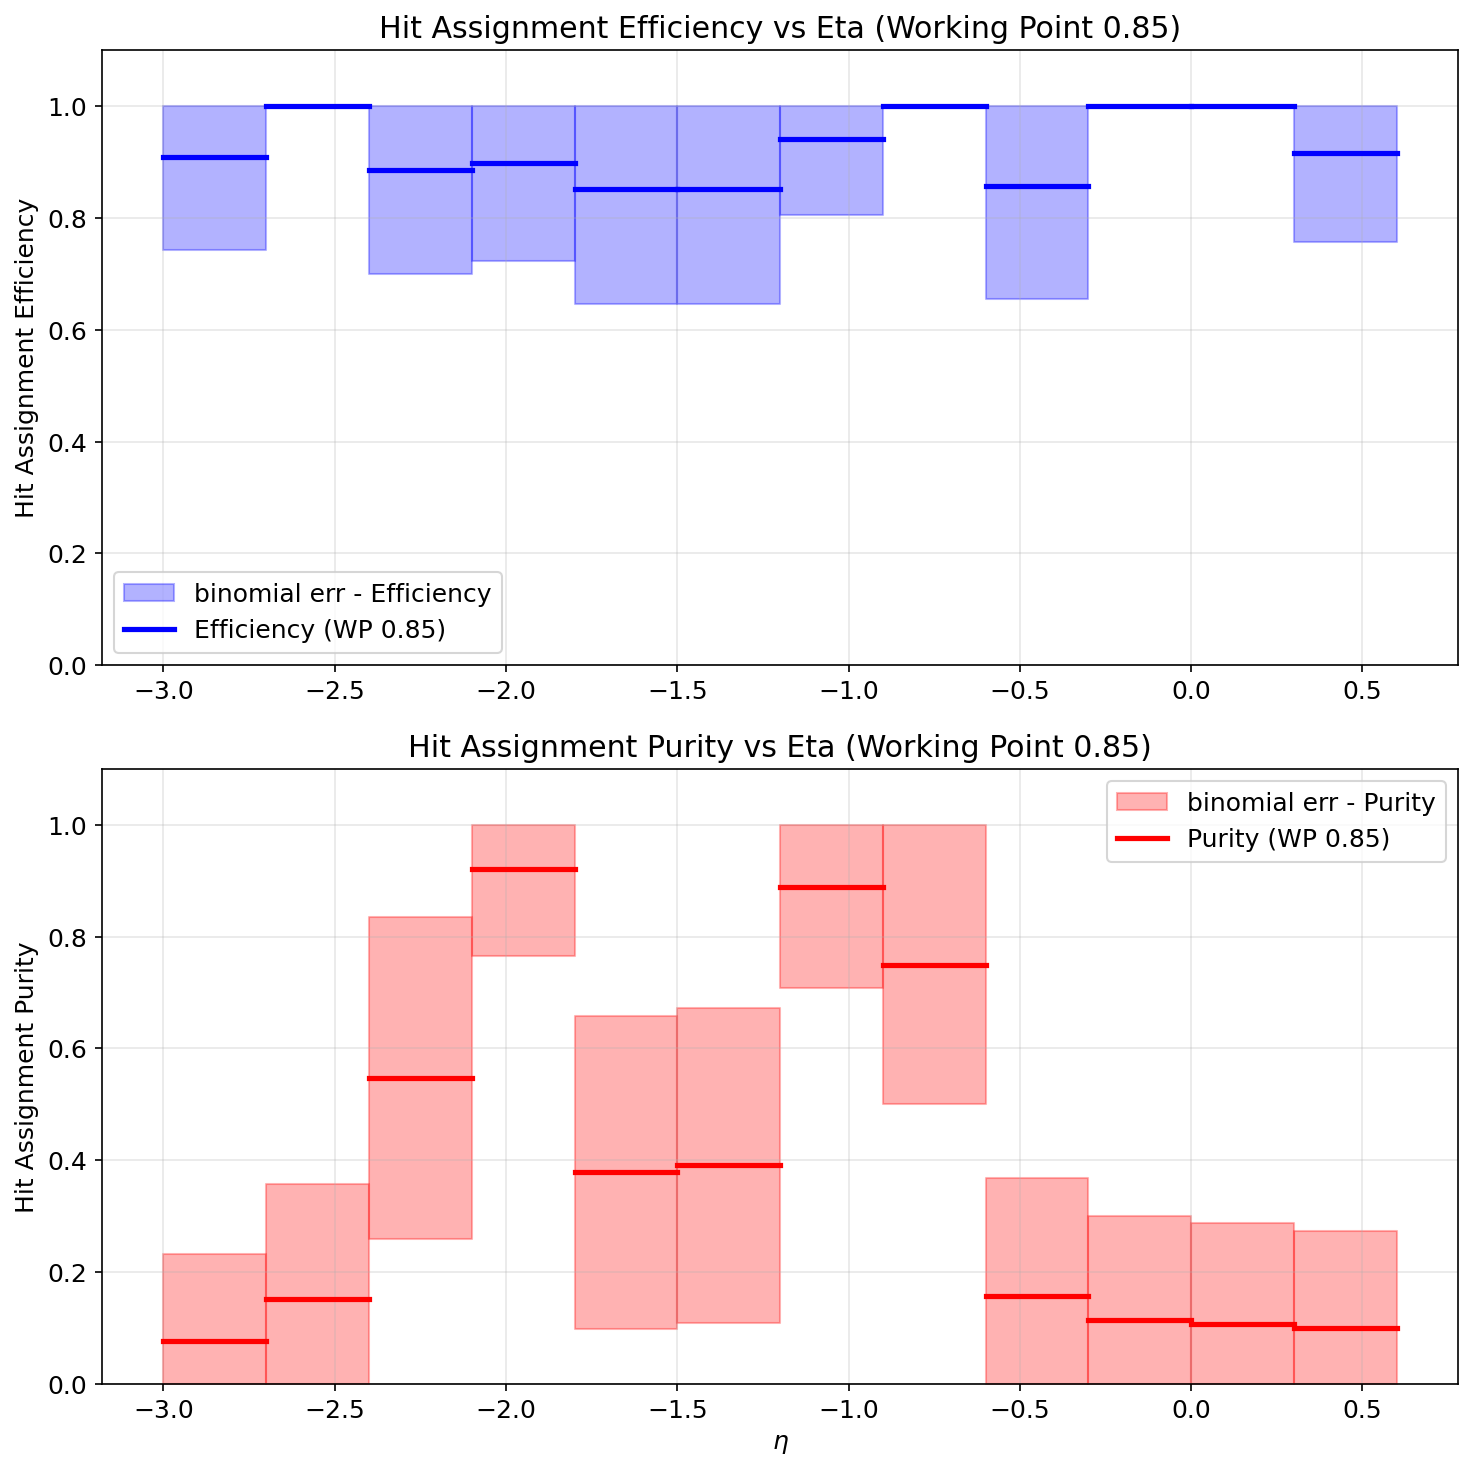 Hit Assignment Efficiency vs Eta (Working Point 0.85)
Hit Assignment Efficiency
1.0
0.8
0.6
0.4
0.2
0.0
binomial err - Efficiency
Efficiency (WP 0.85)
−3.0 −2.5 −2.0 −1.5 −1.0 −0.5 0.0 0.5
Hit Assignment Purity vs Eta (Working Point 0.85)
Hit Assignment Purity
1.0
0.8
0.6
0.4
0.2
0.0
binomial err - Purity
Purity (WP 0.85)
−3.0 −2.5 −2.0 −1.5 −1.0 −0.5 0.0 0.5
η